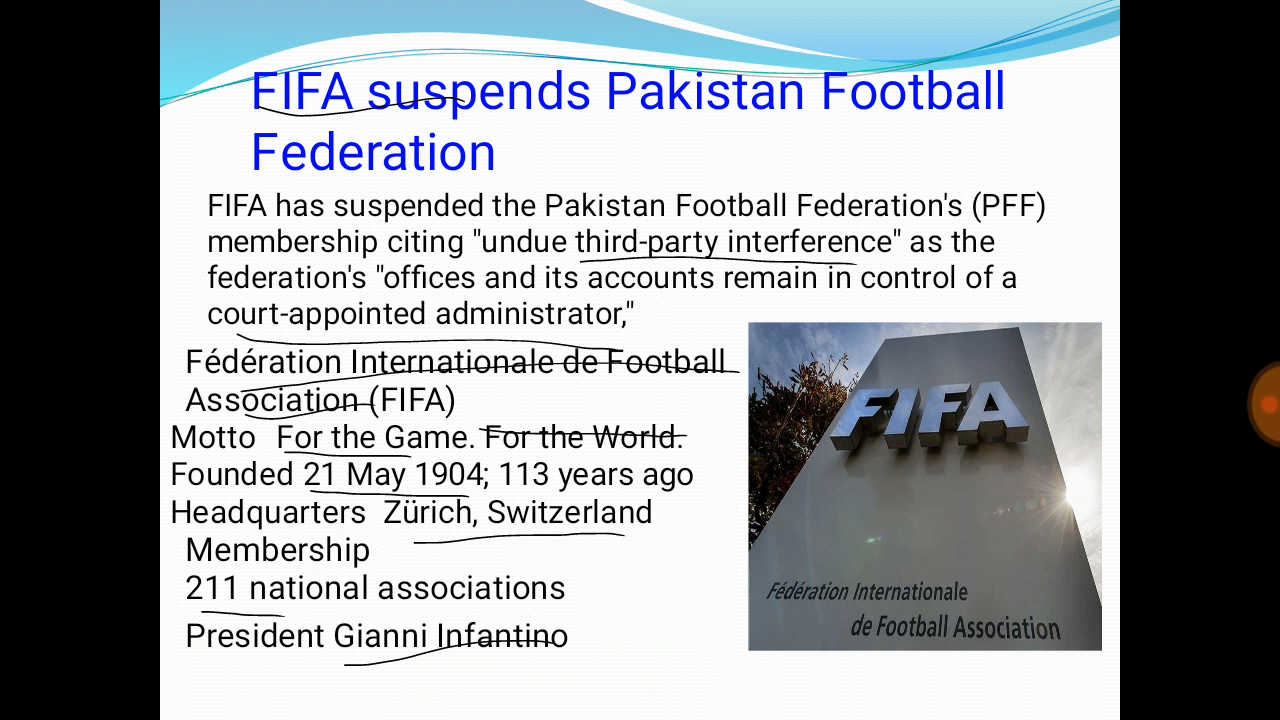 FIFA suspends Pakistan Football
Federation
FIFA has suspended the Pakistan Football Federation's (PFF)
membership citing "undue third-party interference" as the
federation's "offices and its accounts remain in control of a
court-appointed administrator,"
Fédération Internationale de Football
Association (FIFA)
Motto For the Game. For the World.
Founded 21 May 1904; 113 years ago
Headquarters Zürich, Switzerland
Membership
211 national associations
President Gianni Infantino
FIFA
Fédération Internationale
de Football Association